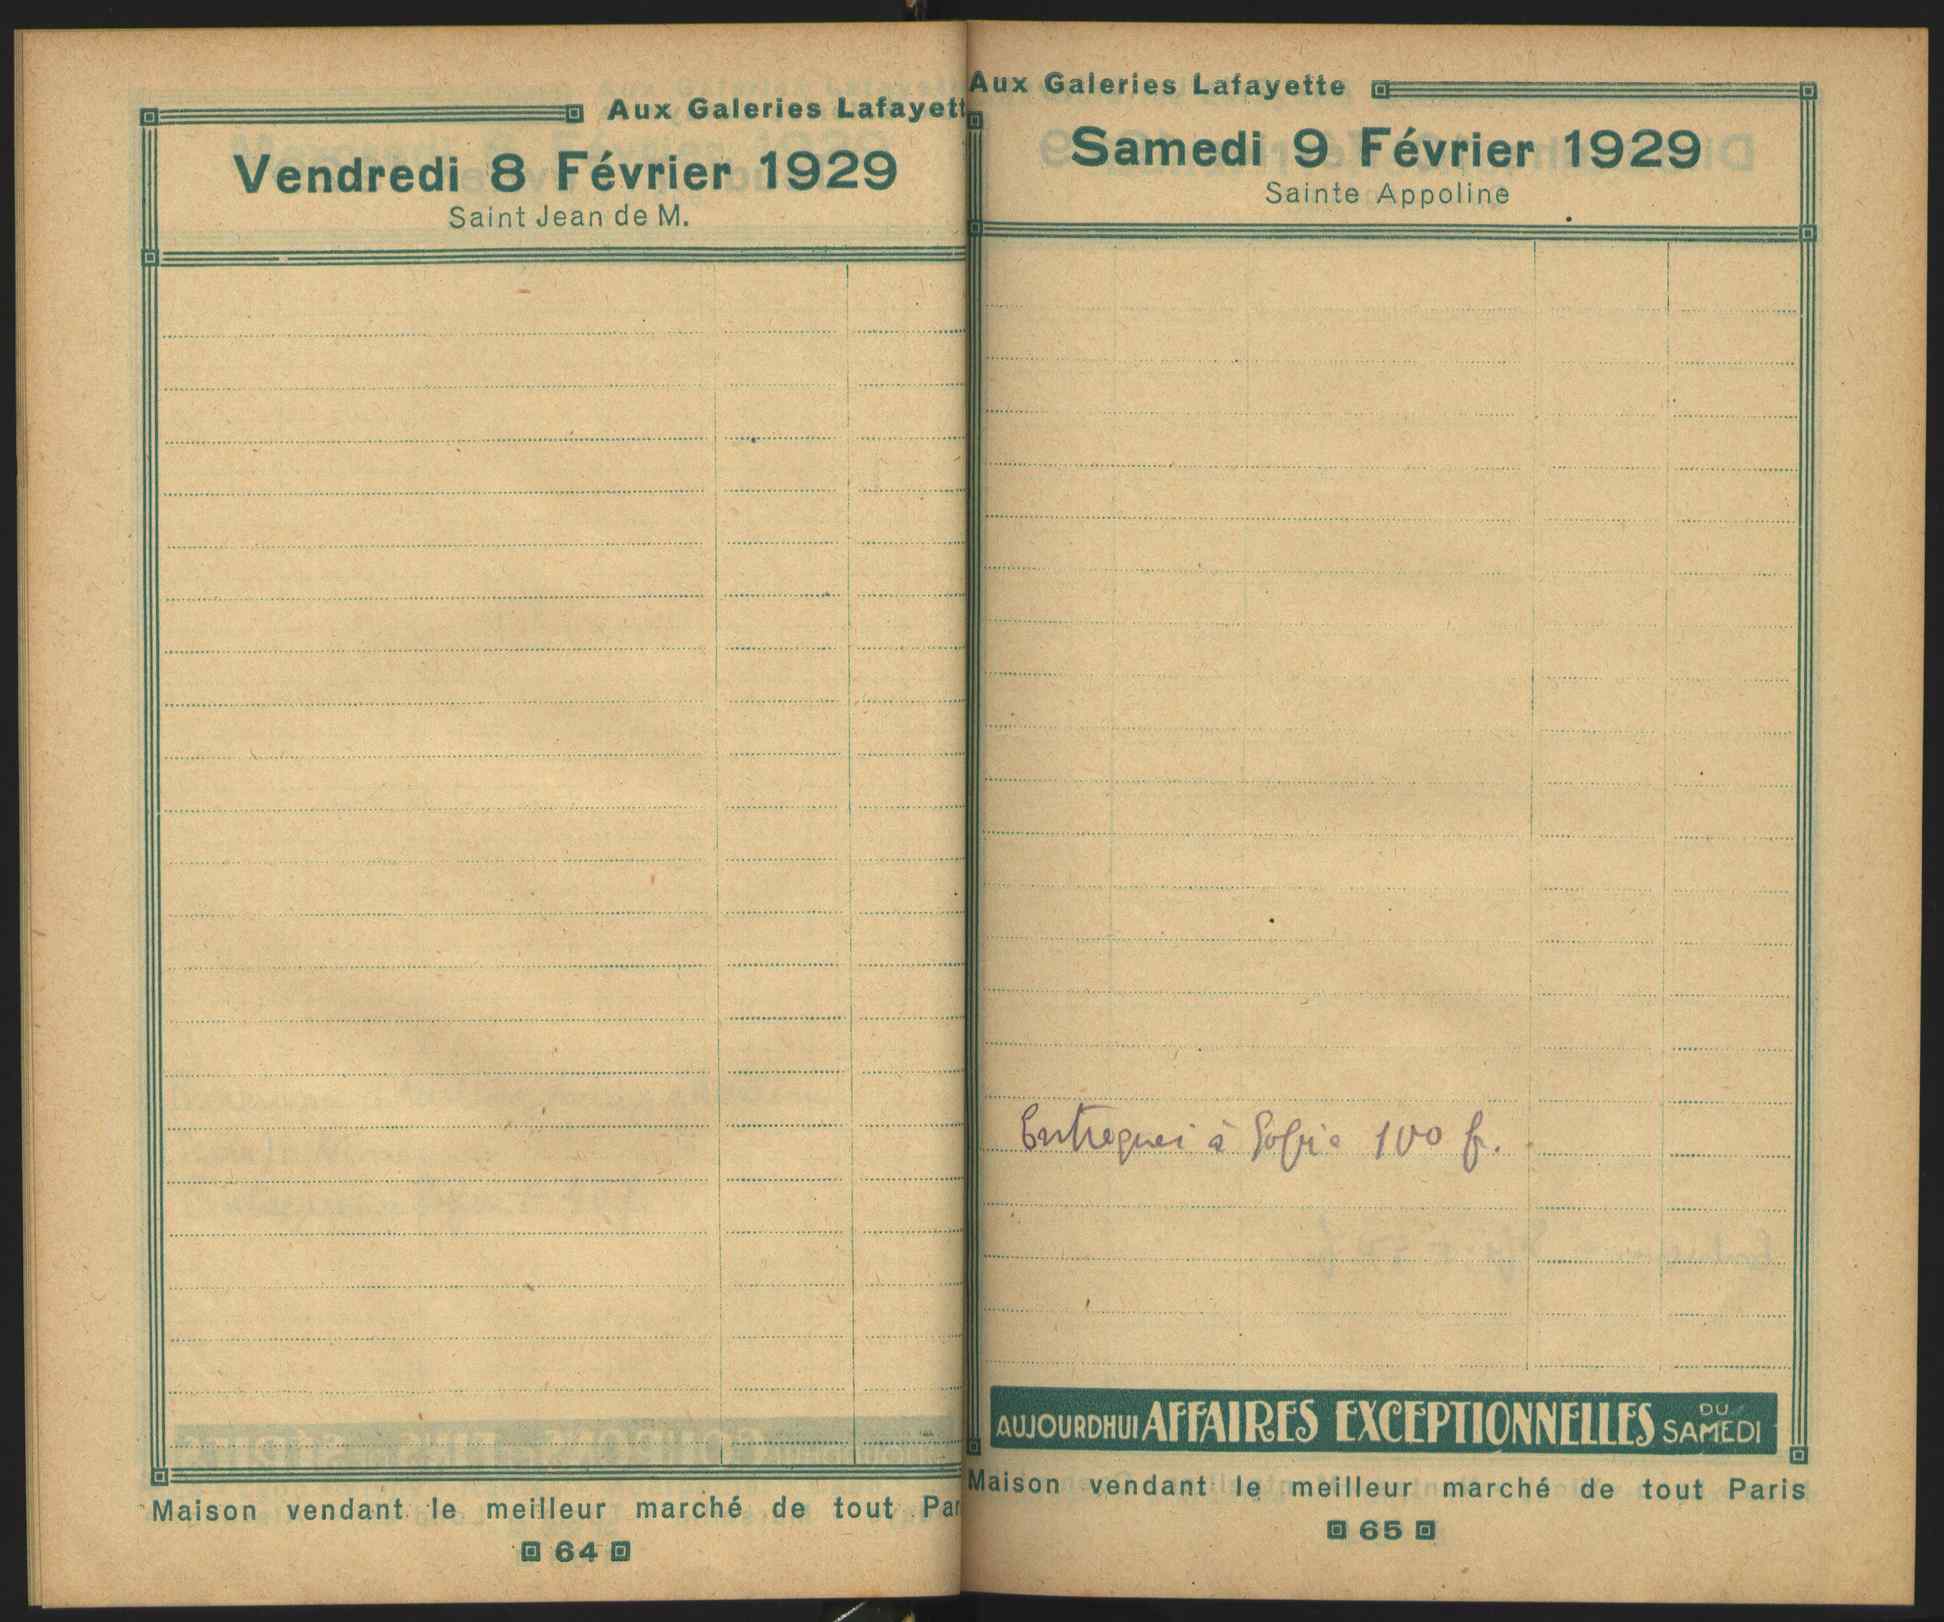 Aux Galeries Lafayett
Vendredi 8 Février 1929
Saint Jean de M.
Maison vendant le meilleur marché de tout Par
64
Aux Galeries Lafayette
Samedi 9 Février 1929
Sainte Appoline
Entreguei à Sofia 100 fr.
AUJOURDHUI AFFAIRES EXCEPTIONNELLES DU SAMEDI
Maison vendant le meilleur marché de tout Paris
65